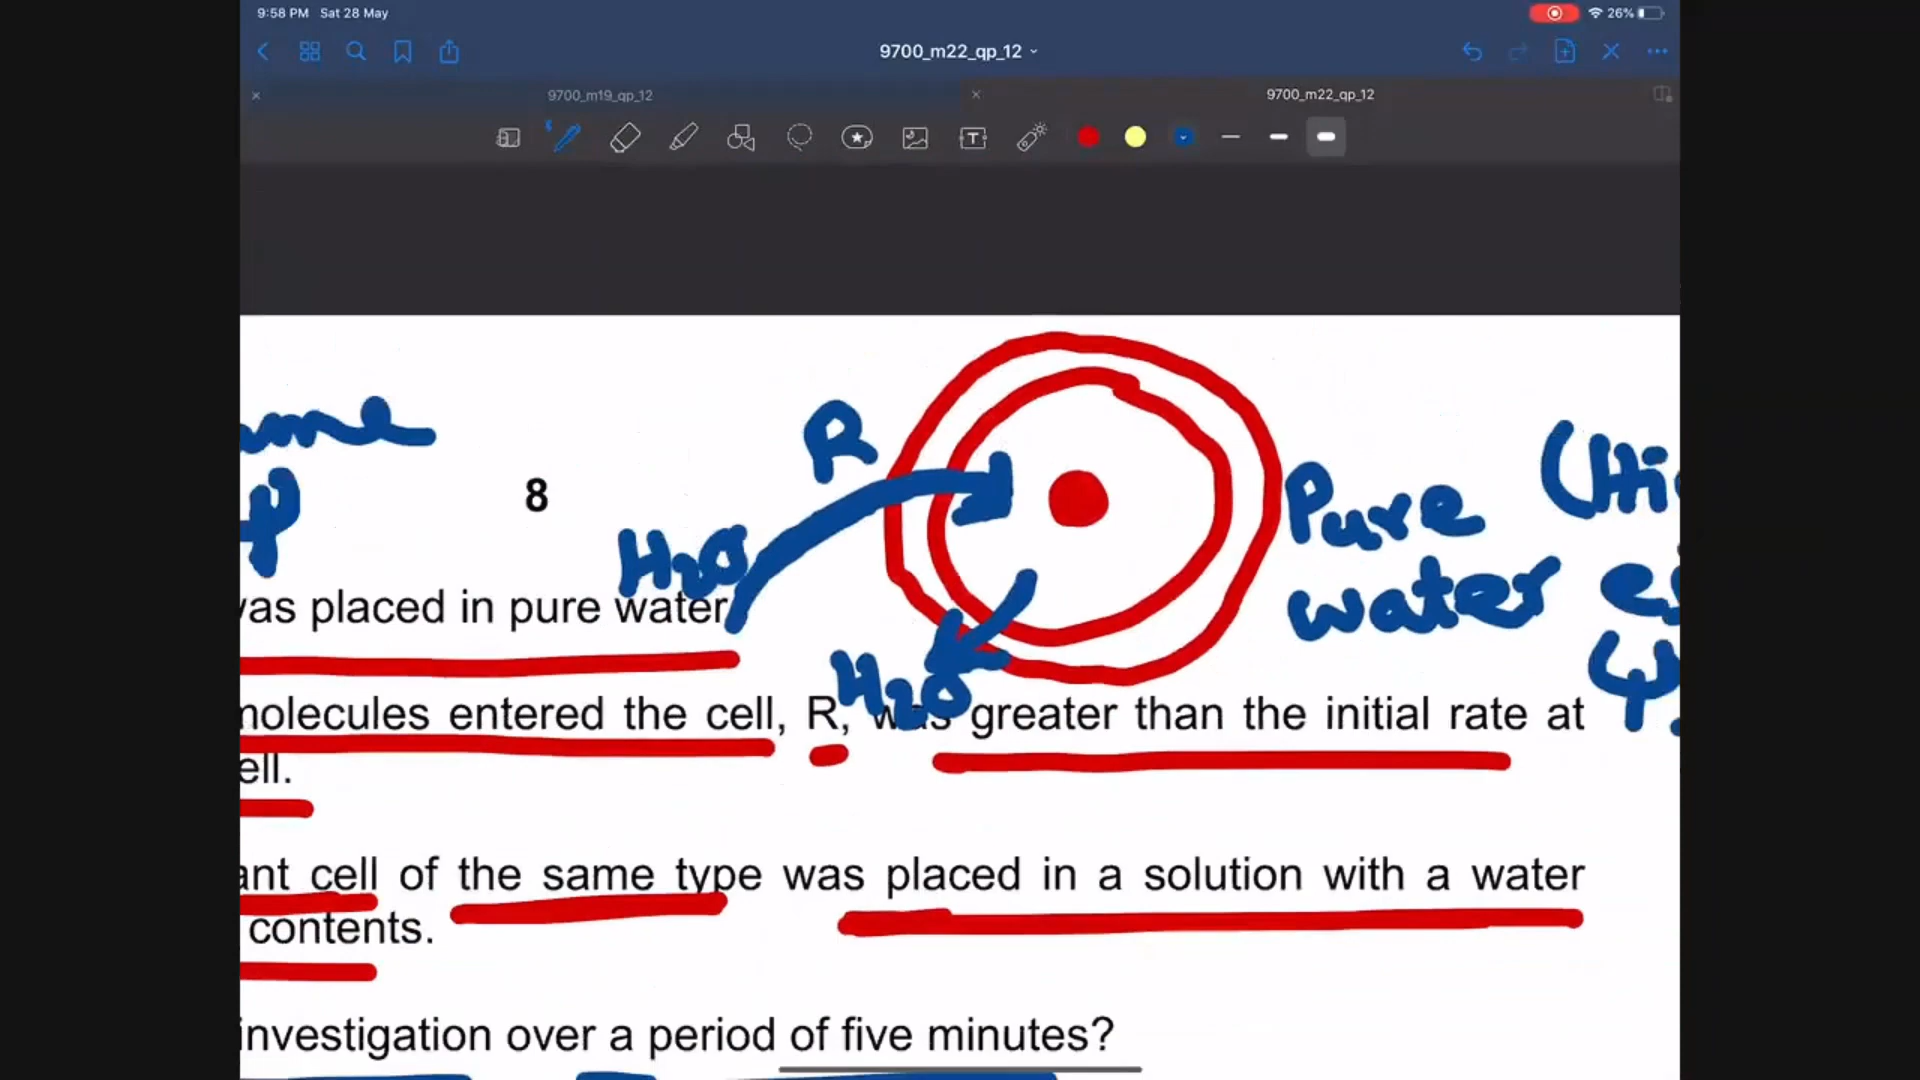 9:58 PM Sat 28 May
26%
9700_m22_qp_12
9700_m19_qp_12
9700_m22_qp_12
T
R
8
H2O
Pure
water
was placed in pure water
H2O
molecules entered the cell, R, was greater than the initial rate at
ell.
ant cell of the same type was placed in a solution with a water
contents.
investigation over a period of five minutes?